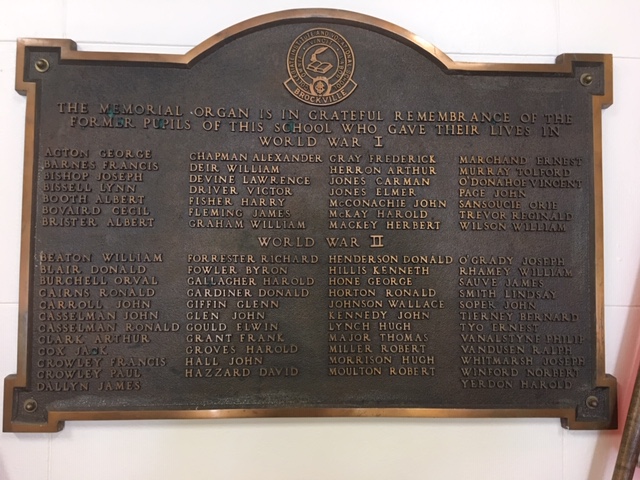 BROCKVILLE
THE MEMORIAL ORGAN IS IN GRATEFUL REMEMBRANCE OF THE
FORMER PUPILS OF THIS SCHOOL WHO GAVE THEIR LIVES IN
WORLD WAR I
ACTON GEORGE
BARNES FRANCIS
BISHOP JOSEPH
BISSELL LYNN
BOOTH ALBERT
BOVAIRD CECIL
BRISTER ALBERT
CHAPMAN ALEXANDER
DEIR WILLIAM
DEVINE LAWRENCE
DRIVER VICTOR
FISHER HARRY
FLEMING JAMES
GRAHAM WILLIAM
GRAY FREDERICK
HERRON ARTHUR
JONES CARMAN
JONES ELMER
McCONACHIE JOHN
McKAY HAROLD
MACKEY HERBERT
MARCHAND ERNEST
MURRAY TOLFORD
O'DONAHOE VINCENT
PAGE JOHN
SANSOUCIE ORIE
TREVOR REGINALD
WILSON WILLIAM
WORLD WAR II
BEATON WILLIAM
BLAIR DONALD
BURCHELL ORVAL
CAIRNS RONALD
CARROLL JOHN
CASSELMAN JOHN
CASSELMAN RONALD
CLARK ARTHUR
COX JACK
CROWLEY FRANCIS
CROWLEY PAUL
DALLYN JAMES
FORRESTER RICHARD
FOWLER BYRON
GALLAGHER HAROLD
GARDINER DONALD
GIFFIN GLENN
GLEN JOHN
GOULD ELWIN
GRANT FRANK
GROVES HAROLD
HALL JOHN
HAZZARD DAVID
HENDERSON DONALD
HILLIS KENNETH
HONE GEORGE
HORTON RONALD
JOHNSON WALLACE
KENNEDY JOHN
LYNCH HUGH
MAJOR THOMAS
MILLER ROBERT
MORRISON HUGH
MOULTON ROBERT
O'GRADY JOSEPH
RHAMEY WILLIAM
SAUVE JAMES
SMITH LINDSAY
SOPER JOHN
TIERNEY BERNARD
TYO ERNEST
VANALSTYNE PHILIP
VANDUSEN RALPH
WHITMARSH JOSEPH
WINFORD NORBERT
YERDON HAROLD